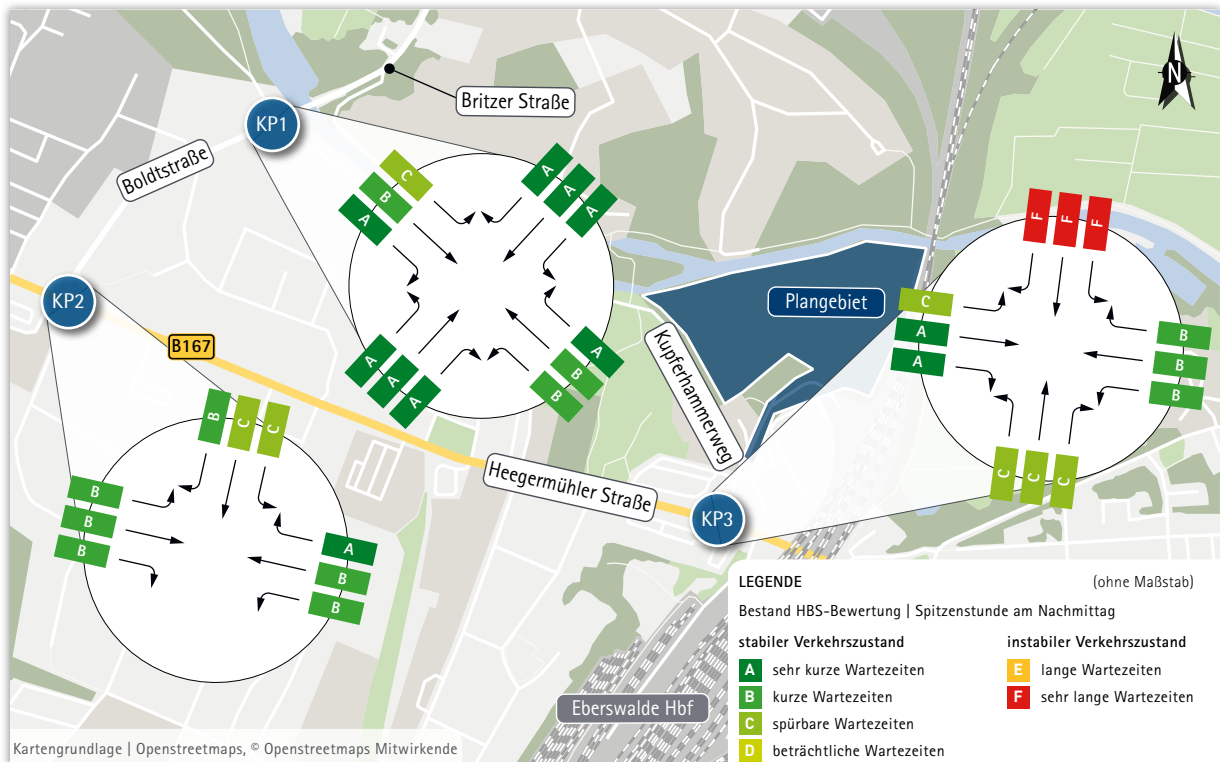 N
Britzer Straße
KP1
Boldtstraße
C
B
A
A
A
A
A
A
A
A
B
B
F
F
F
C
A
A
B
B
B
C
C
C
Plangebiet
Kupferhammerweg
KP2
B167
B
C
C
B
B
B
A
B
B
Heegermühler Straße
KP3
Eberswalde Hbf
LEGENDE
(ohne Maßstab)
Bestand HBS-Bewertung | Spitzenstunde am Nachmittag
stabiler Verkehrszustand
A sehr kurze Wartezeiten
B kurze Wartezeiten
C spürbare Wartezeiten
D beträchtliche Wartezeiten
instabiler Verkehrszustand
E lange Wartezeiten
F sehr lange Wartezeiten
Kartengrundlage | Openstreetmaps, © Openstreetmaps Mitwirkende